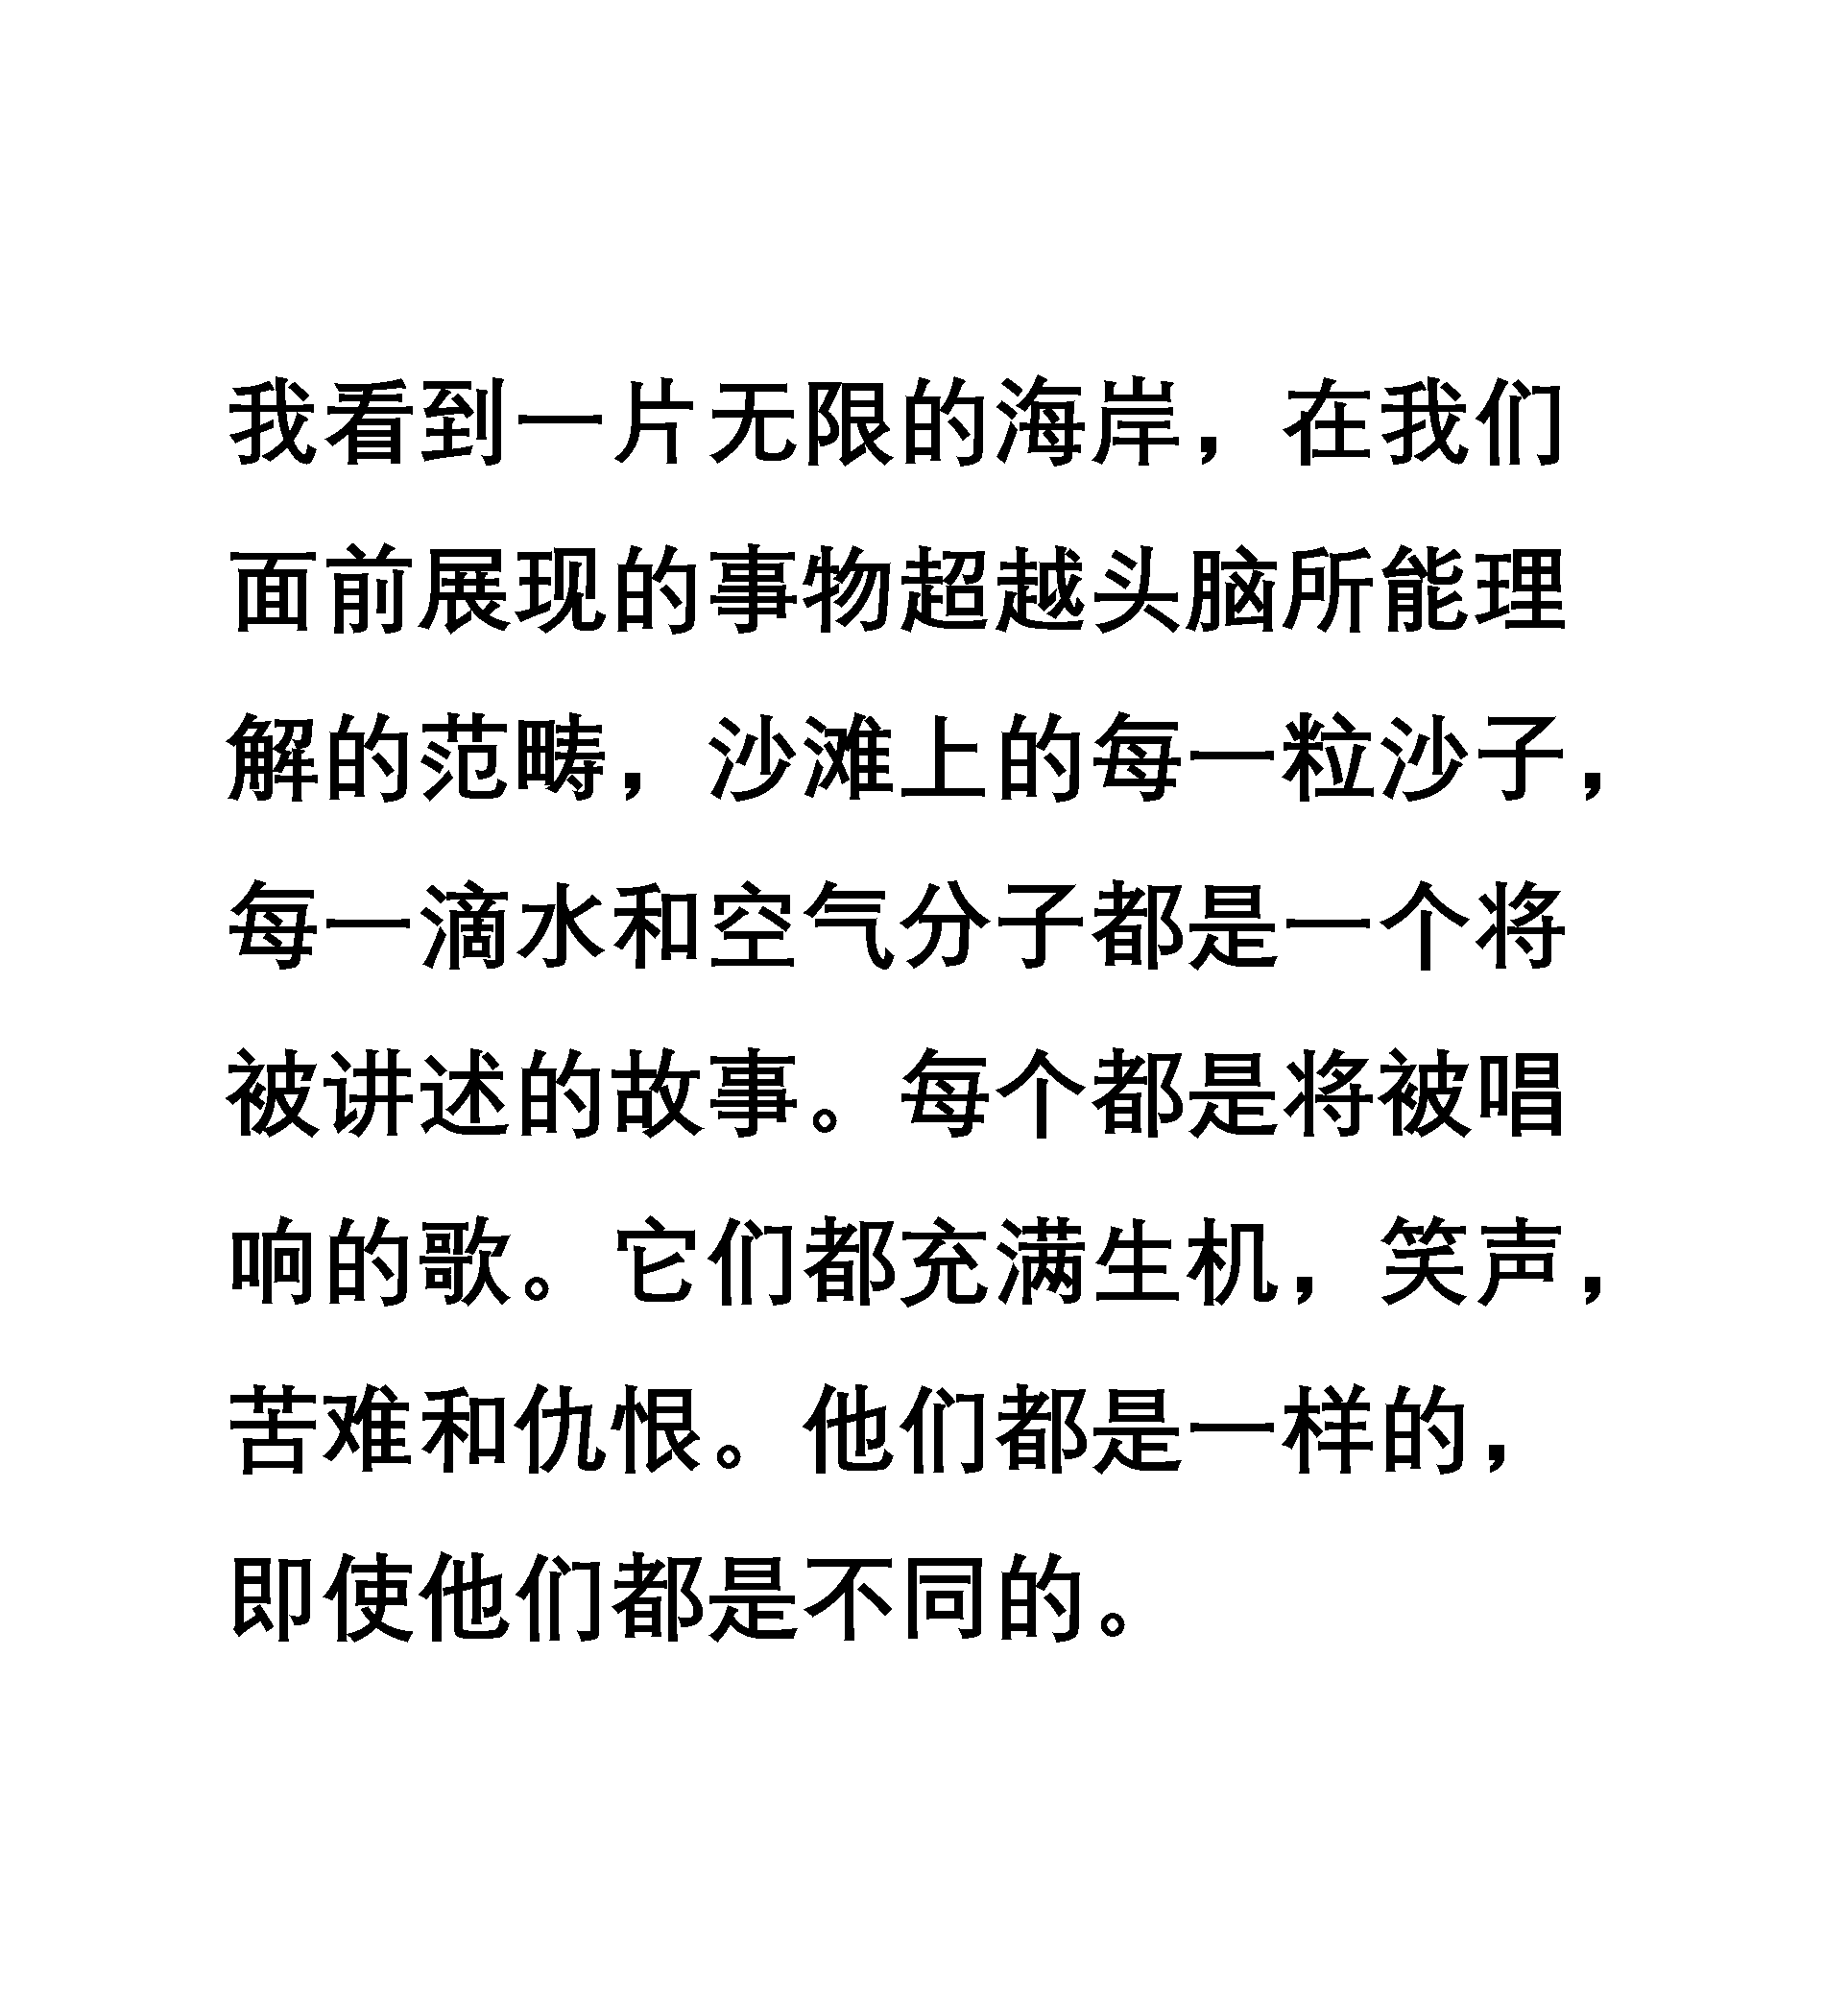 我看到一片无限的海岸，在我们
面前展现的事物超越头脑所能理
解的范畴，沙滩上的每一粒沙子，
每一滴水和空气分子都是一个将
被讲述的故事。每个都是将被唱
响的歌。它们都充满生机，笑声，
苦难和仇恨。他们都是一样的，
即使他们都是不同的。